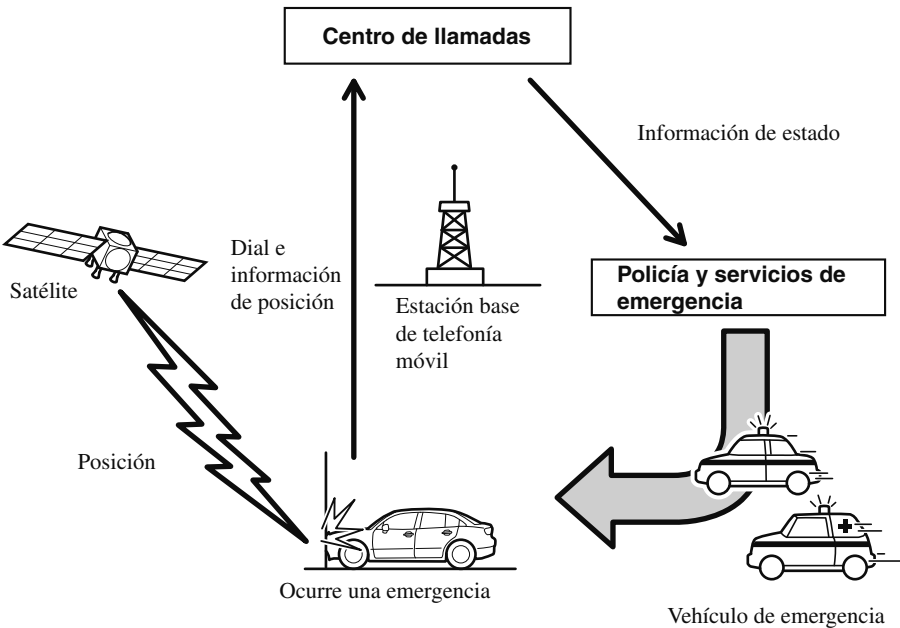 Centro de llamadas
Información de estado
Dial e
información
de posición
Satélite
Estación base
de telefonía
móvil
Policía y servicios de
emergencia
Posición
Ocurre una emergencia
Vehículo de emergencia